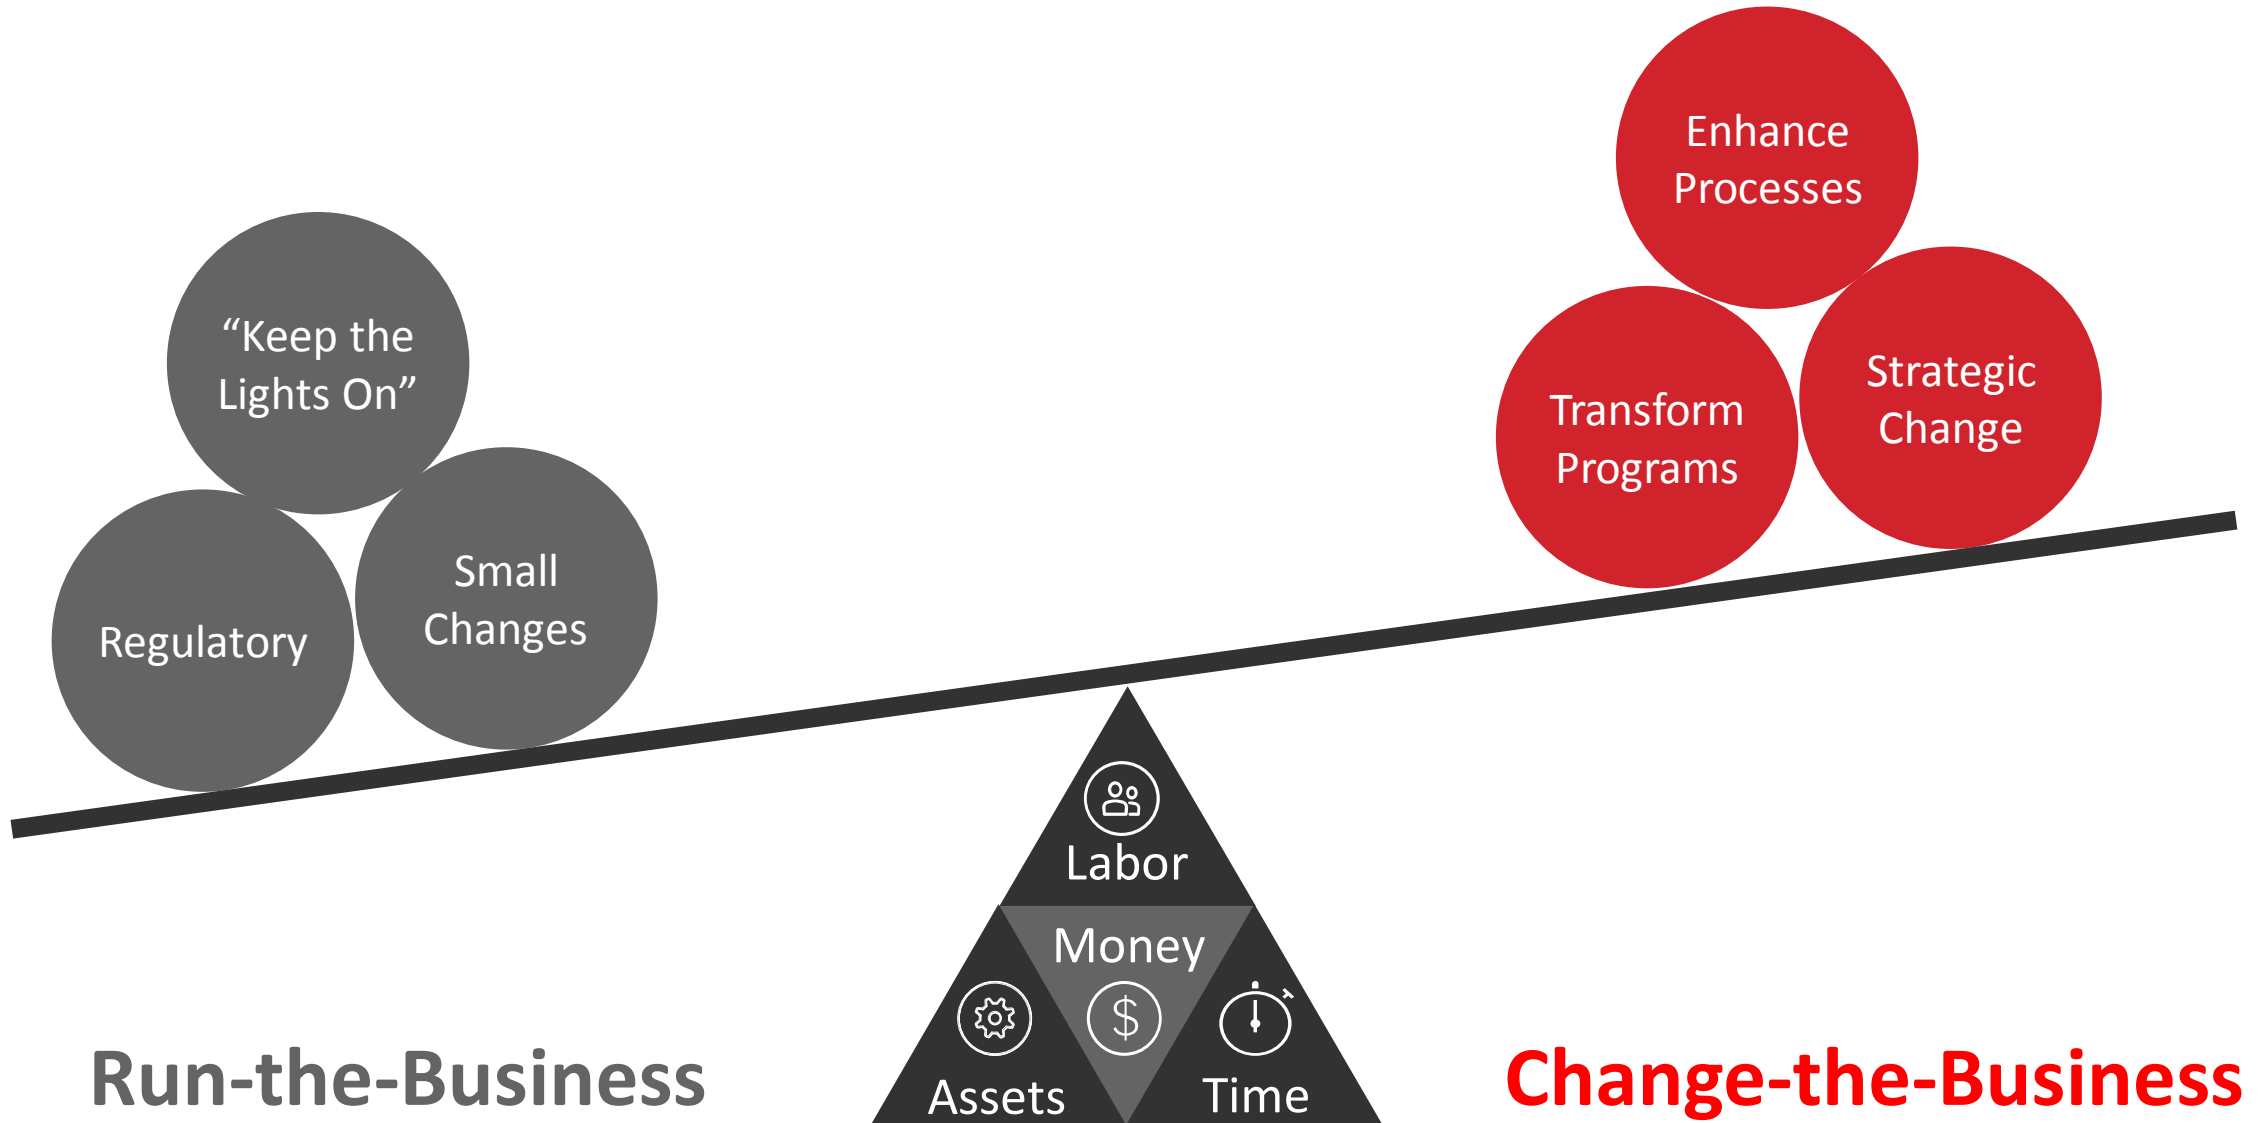 Enhance
Processes
Transform
Programs
Strategic
Change
“Keep the
Lights On”
Regulatory
Small
Changes
Labor
Money
$
Assets
Time
Run-the-Business
Change-the-Business